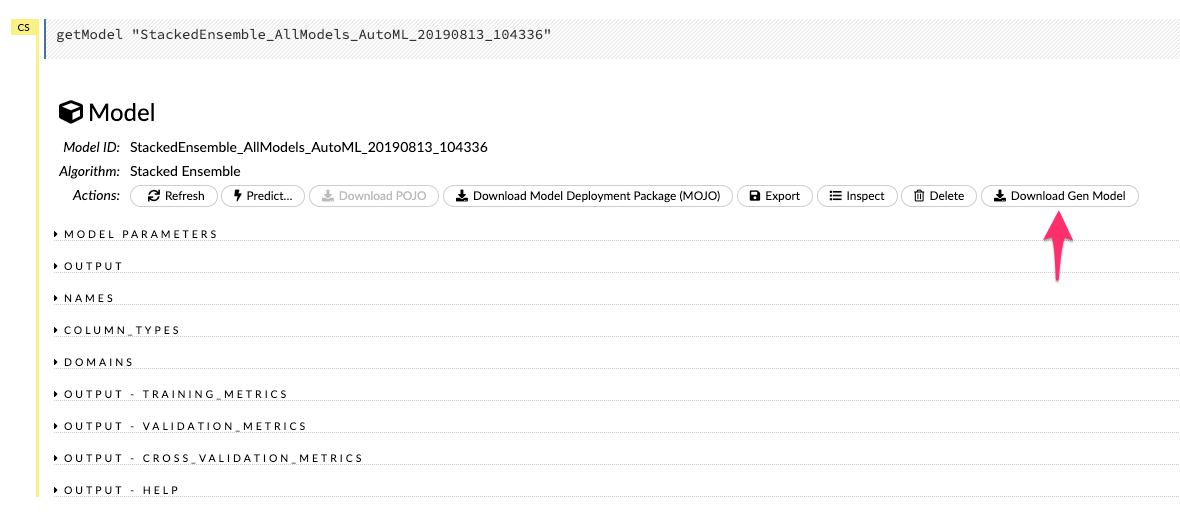 CS
getModel "StackedEnsemble_AllModels_AutoML_20190813_104336"
Model
Model ID: StackedEnsemble_AllModels_AutoML_20190813_104336
Algorithm: Stacked Ensemble
Actions: Refresh Predict... Download POJO Download Model Deployment Package (MOJO) Export Inspect Delete Download Gen Model
MODEL PARAMETERS
OUTPUT
NAMES
COLUMN_TYPES
DOMAINS
OUTPUT - TRAINING_METRICS
OUTPUT - VALIDATION_METRICS
OUTPUT - CROSS_VALIDATION_METRICS
OUTPUT - HELP